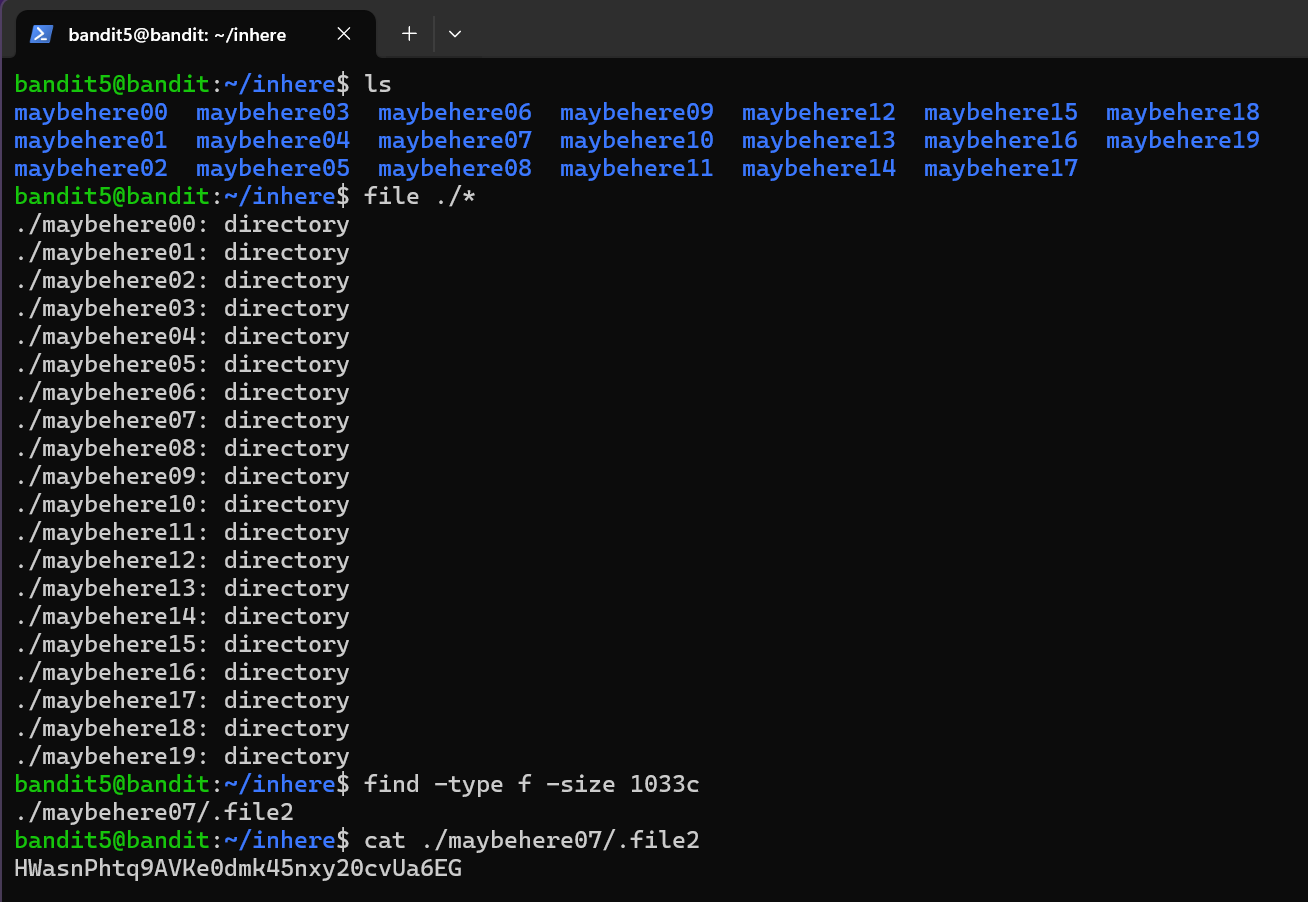 bandit5@bandit: ~/inhere
bandit5@bandit:~/inhere$ ls
maybehere00  maybehere03  maybehere06  maybehere09  maybehere12  maybehere15  maybehere18
maybehere01  maybehere04  maybehere07  maybehere10  maybehere13  maybehere16  maybehere19
maybehere02  maybehere05  maybehere08  maybehere11  maybehere14  maybehere17
bandit5@bandit:~/inhere$ file ./*
./maybehere00: directory
./maybehere01: directory
./maybehere02: directory
./maybehere03: directory
./maybehere04: directory
./maybehere05: directory
./maybehere06: directory
./maybehere07: directory
./maybehere08: directory
./maybehere09: directory
./maybehere10: directory
./maybehere11: directory
./maybehere12: directory
./maybehere13: directory
./maybehere14: directory
./maybehere15: directory
./maybehere16: directory
./maybehere17: directory
./maybehere18: directory
./maybehere19: directory
bandit5@bandit:~/inhere$ find -type f -size 1033c
./maybehere07/.file2
bandit5@bandit:~/inhere$ cat ./maybehere07/.file2
HWasnPhtq9AVKe0dmk45nxy20cvUa6EG